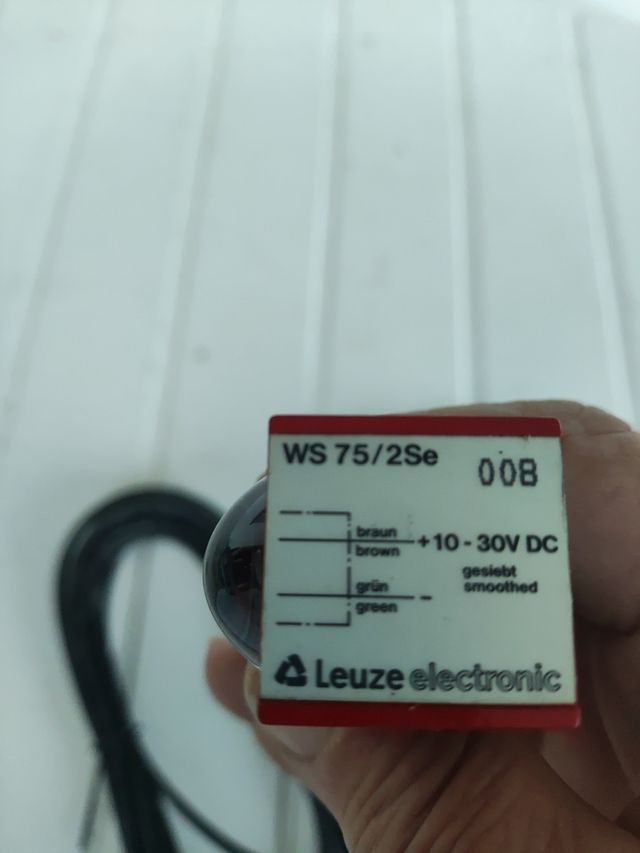 WS 75/2Se 00B
braun
brown
+10 - 30V DC
gesiebt
smoothed
grün
green
-
Leuze electronic